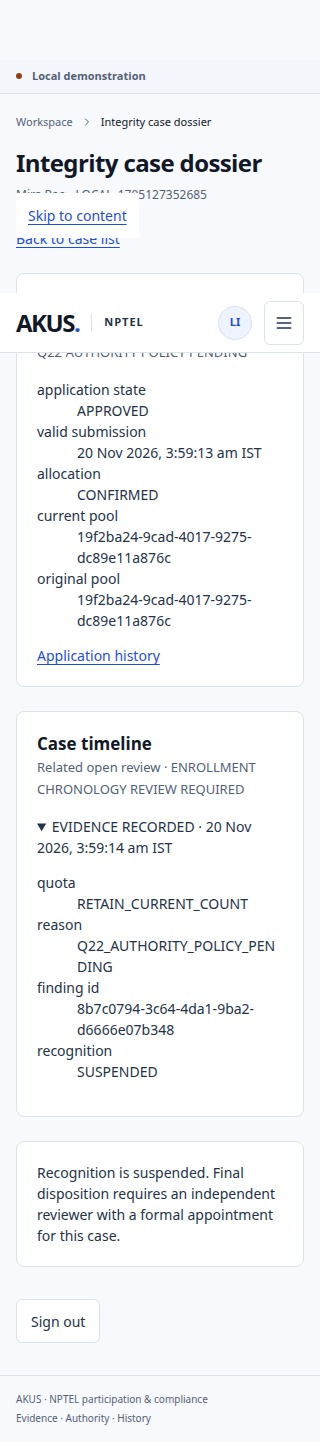 Local demonstration
Workspace > Integrity case dossier
Integrity case dossier
1795127352685
Skip to content
Back to case list
AKUS. NPTEL LI
Q22 AUTHORITY POLICY PENDING
application state
APPROVED
valid submission
20 Nov 2026, 3:59:13 am IST
allocation
CONFIRMED
current pool
19f2ba24-9cad-4017-9275-
dc89e11a876c
original pool
19f2ba24-9cad-4017-9275-
dc89e11a876c
Application history
Case timeline
Related open review · ENROLLMENT
CHRONOLOGY REVIEW REQUIRED
▼ EVIDENCE RECORDED · 20 Nov
2026, 3:59:14 am IST
quota
RETAIN_CURRENT_COUNT
reason
Q22_AUTHORITY_POLICY_PEN
DING
finding id
8b7c0794-3c64-4da1-9ba2-
d6666e07b348
recognition
SUSPENDED
Recognition is suspended. Final
disposition requires an independent
reviewer with a formal appointment
for this case.
Sign out
AKUS · NPTEL participation & compliance
Evidence · Authority · History